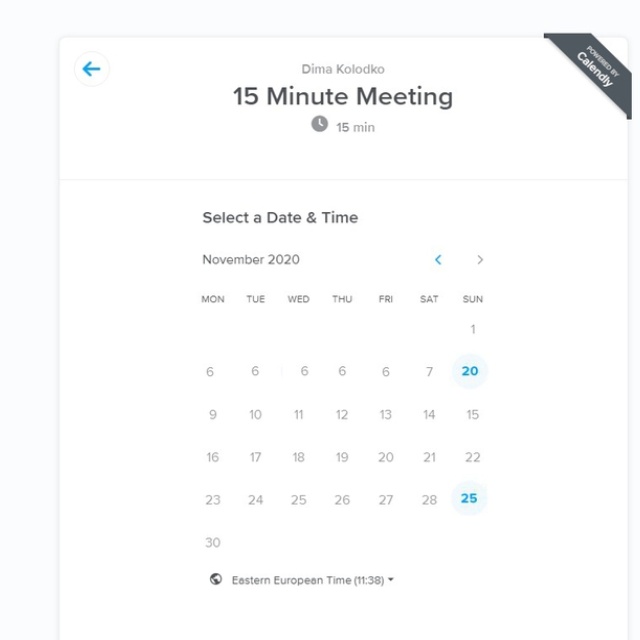 Dima Kolodko
POWERED BY
Calendly
15 Minute Meeting
15 min
Select a Date & Time
November 2020
MON TUE WED THU FRI SAT SUN
1
6 6 6 6 6 7 20
9 10 11 12 13 14 15
16 17 18 19 20 21 22
23 24 25 26 27 28 25
30
Eastern European Time (11:38)